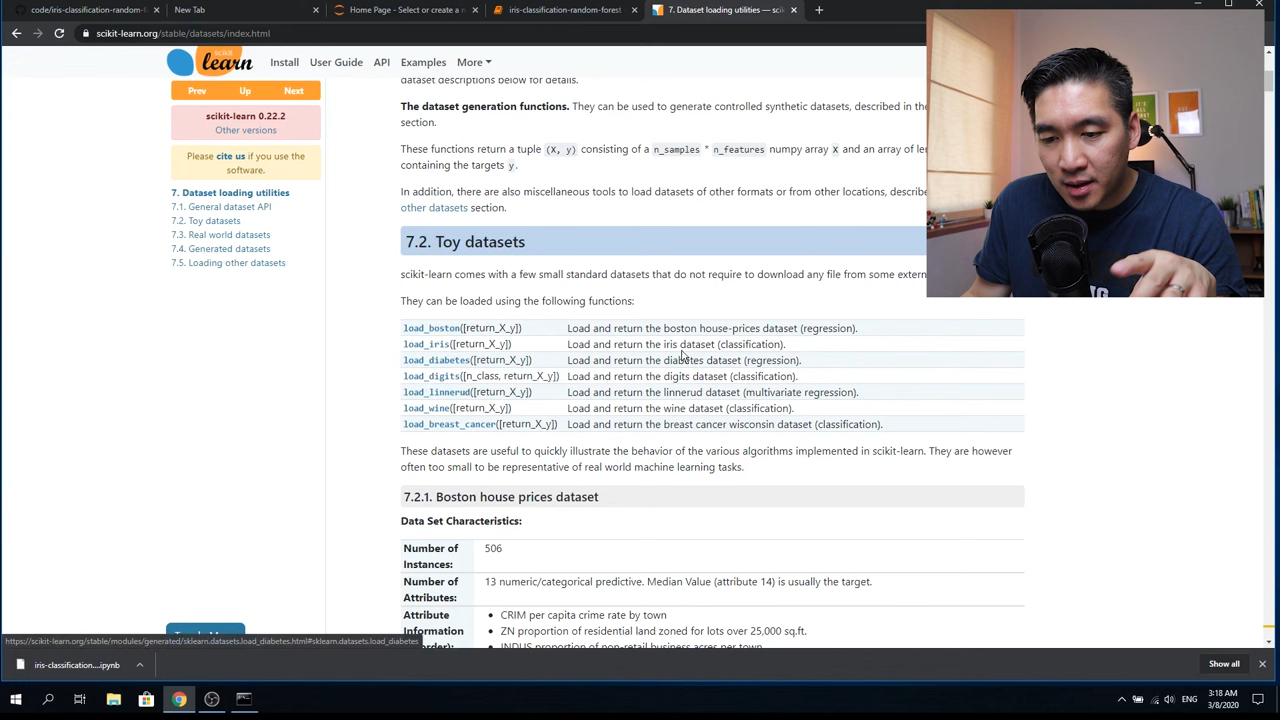 code/iris-classification-random-f
New Tab
Home Page - Select or create a n
iris-classification-random-forest
7. Dataset loading utilities — sci
scikit-learn.org/stable/datasets/index.html
scikit learn
Install
User Guide
API
Examples
More
Prev
Up
Next
scikit-learn 0.22.2
Other versions
Please cite us if you use the
software.
7. Dataset loading utilities
7.1. General dataset API
7.2. Toy datasets
7.3. Real world datasets
7.4. Generated datasets
7.5. Loading other datasets
dataset descriptions below for details.
The dataset generation functions. They can be used to generate controlled synthetic datasets, described in the
section.
These functions return a tuple (X, y) consisting of a n_samples * n_features numpy array X and an array of len
containing the targets y.
In addition, there are also miscellaneous tools to load datasets of other formats or from other locations, describe
other datasets section.
7.2. Toy datasets
scikit-learn comes with a few small standard datasets that do not require to download any file from some extern
They can be loaded using the following functions:
load_boston([return_X_y]) Load and return the boston house-prices dataset (regression).
load_iris([return_X_y]) Load and return the iris dataset (classification).
load_diabetes([return_X_y]) Load and return the diabetes dataset (regression).
load_digits([n_class, return_X_y]) Load and return the digits dataset (classification).
load_linnerud([return_X_y]) Load and return the linnerud dataset (multivariate regression).
load_wine([return_X_y]) Load and return the wine dataset (classification).
load_breast_cancer([return_X_y]) Load and return the breast cancer wisconsin dataset (classification).
These datasets are useful to quickly illustrate the behavior of the various algorithms implemented in scikit-learn. They are however
often too small to be representative of real world machine learning tasks.
7.2.1. Boston house prices dataset
Data Set Characteristics:
Number of 506
Instances:
Number of 13 numeric/categorical predictive. Median Value (attribute 14) is usually the target.
Attributes:
Attribute • CRIM per capita crime rate by town
Information • ZN proportion of residential land zoned for lots over 25,000 sq.ft.
• INDUS proportion of non-retail business acres per town
https://scikit-learn.org/stable/modules/generated/sklearn.datasets.load_diabetes.html#sklearn.datasets.load_diabetes
iris-classification....ipynb
Show all
ENG
3:18 AM
3/8/2020